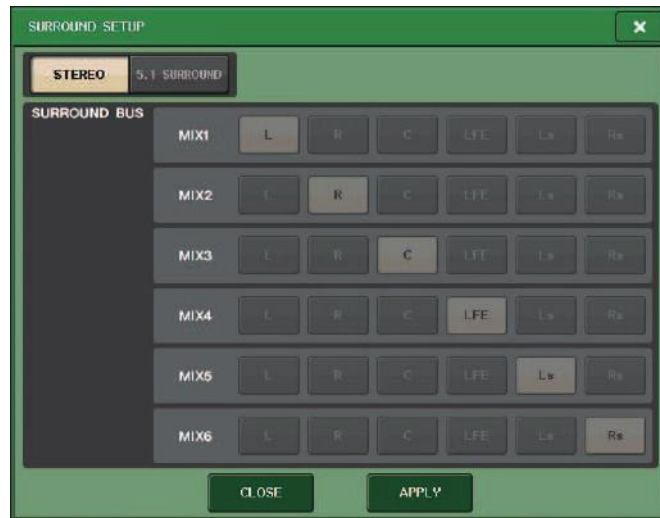 SURROUND SETUP
STEREO 5.1 SURROUND
SURROUND BUS
MIX1 L R C LFE Ls Rs
MIX2 L R C LFE Ls Rs
MIX3 L R C LFE Ls Rs
MIX4 L R C LFE Ls Rs
MIX5 L R C LFE Ls Rs
MIX6 L R C LFE Ls Rs
CLOSE APPLY